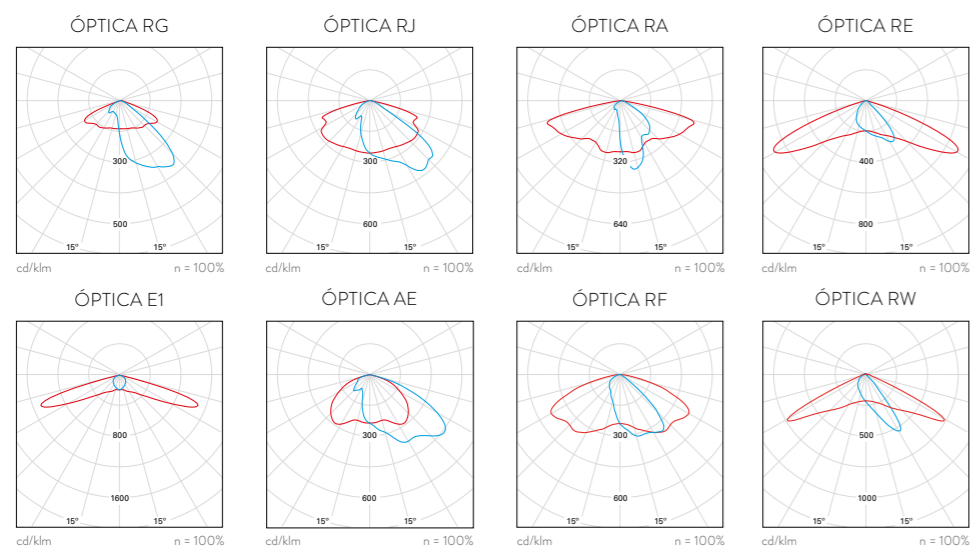 ÓPTICA RG
300
500
15° 15°
cd/klm n = 100%
ÓPTICA RJ
300
600
15° 15°
cd/klm n = 100%
ÓPTICA RA
320
640
15° 15°
cd/klm n = 100%
ÓPTICA RE
400
800
15° 15°
cd/klm n = 100%
ÓPTICA E1
800
1600
15° 15°
cd/klm n = 100%
ÓPTICA AE
300
600
15° 15°
cd/klm n = 100%
ÓPTICA RF
300
600
15° 15°
cd/klm n = 100%
ÓPTICA RW
500
1000
15° 15°
cd/klm n = 100%